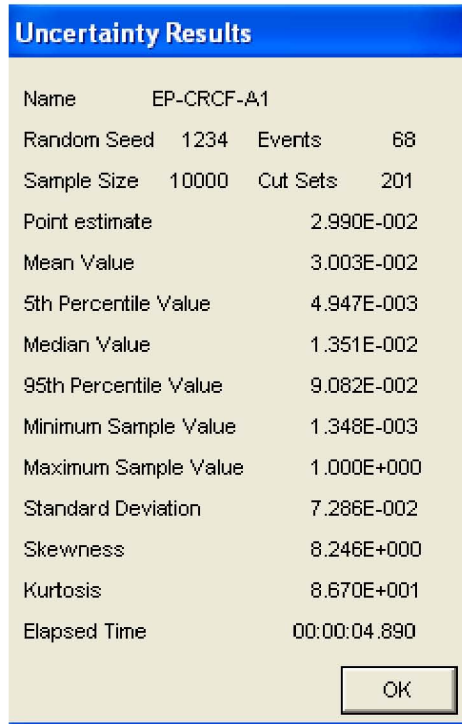 Uncertainty Results
Name EP-CRCF-A1
Random Seed 1234 Events 68
Sample Size 10000 Cut Sets 201
Point estimate 2.990E-002
Mean Value 3.003E-002
5th Percentile Value 4.947E-003
Median Value 1.351E-002
95th Percentile Value 9.082E-002
Minimum Sample Value 1.348E-003
Maximum Sample Value 1.000E+000
Standard Deviation 7.286E-002
Skewness 8.246E+000
Kurtosis 8.670E+001
Elapsed Time 00:00:04.890
OK